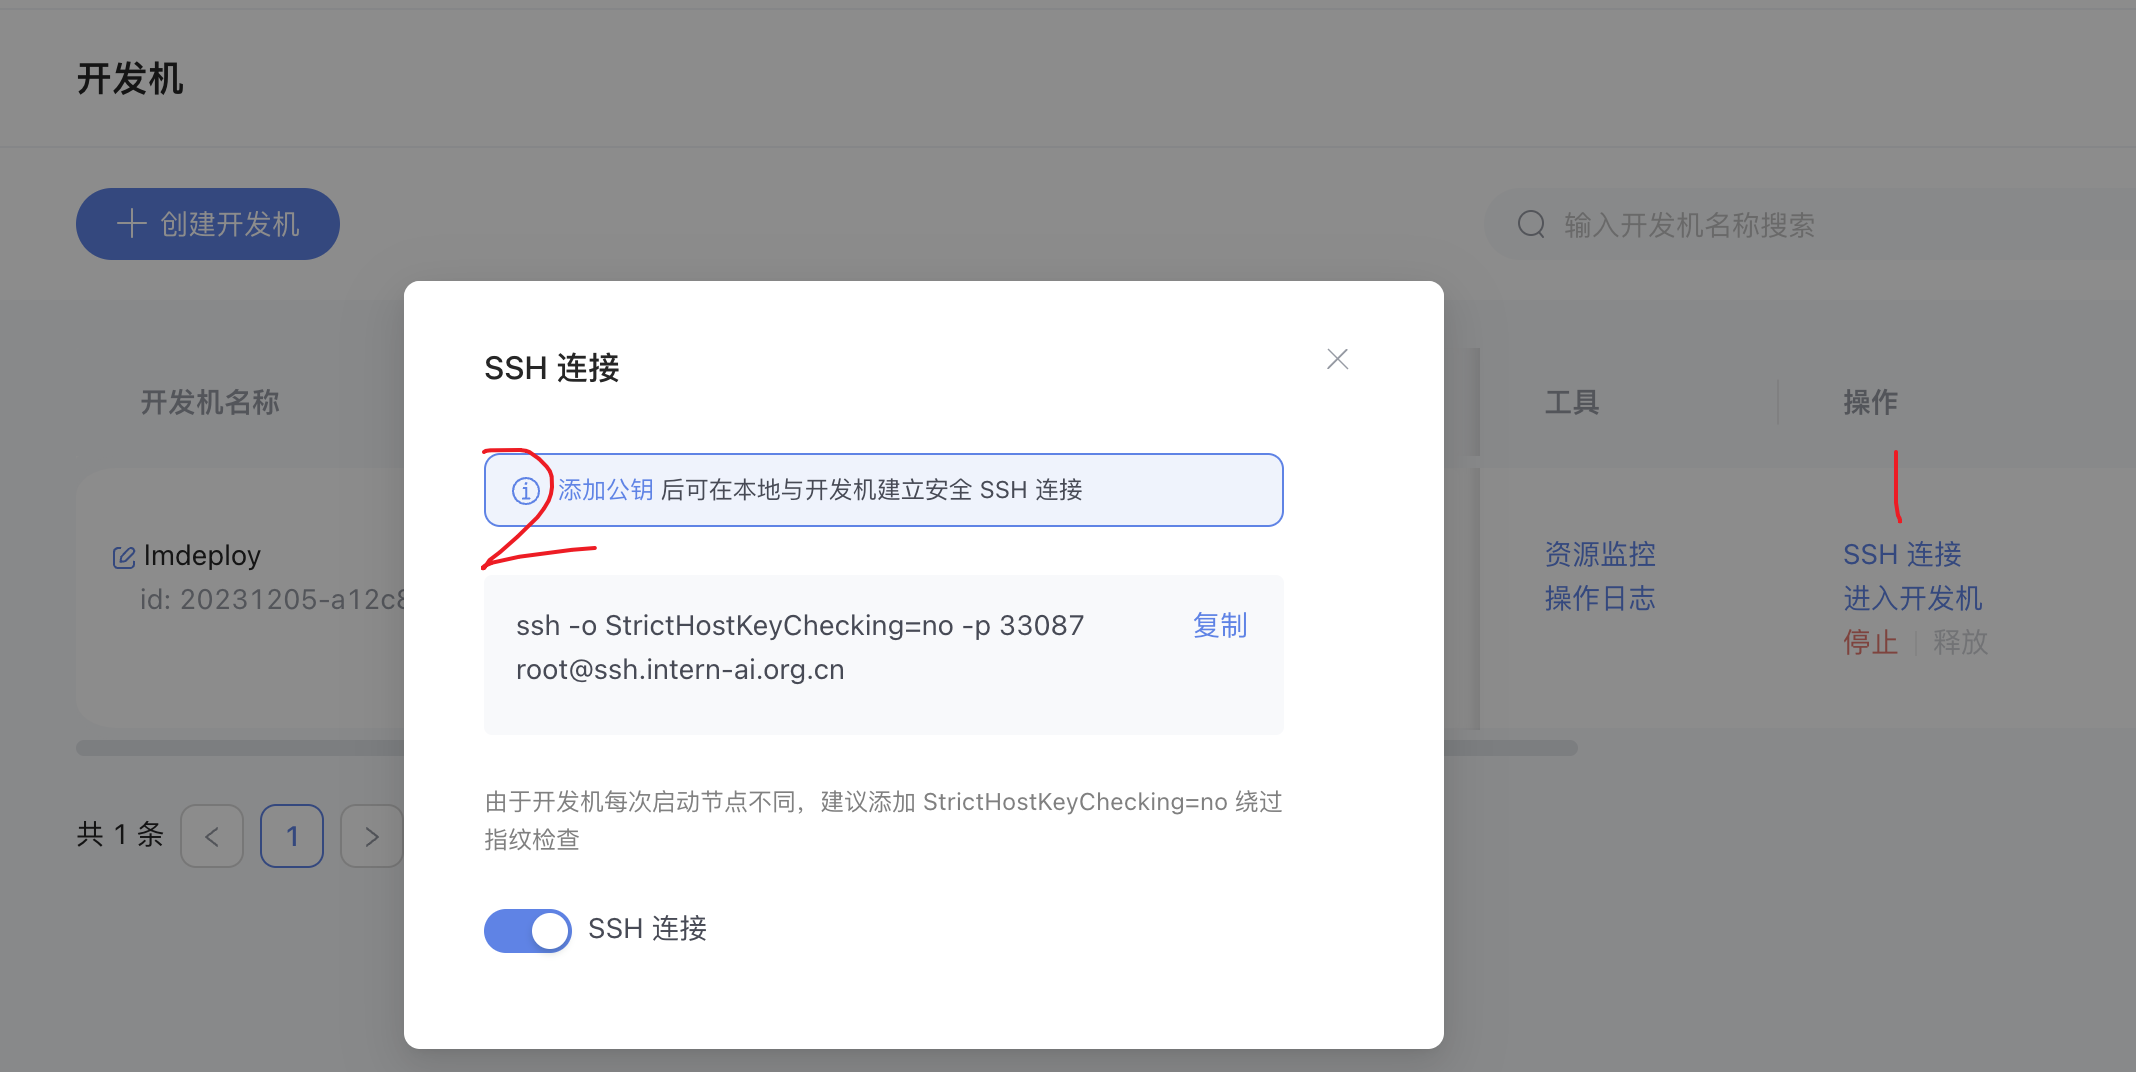 开发机
创建开发机
输入开发机名称搜索
开发机名称
工具
操作
lmdeploy
id: 20231205-a12c8
资源监控
操作日志
SSH 连接
进入开发机
停止 释放
共 1 条 < 1 >
SSH 连接
添加公钥 后可在本地与开发机建立安全 SSH 连接
ssh -o StrictHostKeyChecking=no -p 33087
root@ssh.intern-ai.org.cn
复制
由于开发机每次启动节点不同，建议添加 StrictHostKeyChecking=no 绕过
指纹检查
SSH 连接
1
2